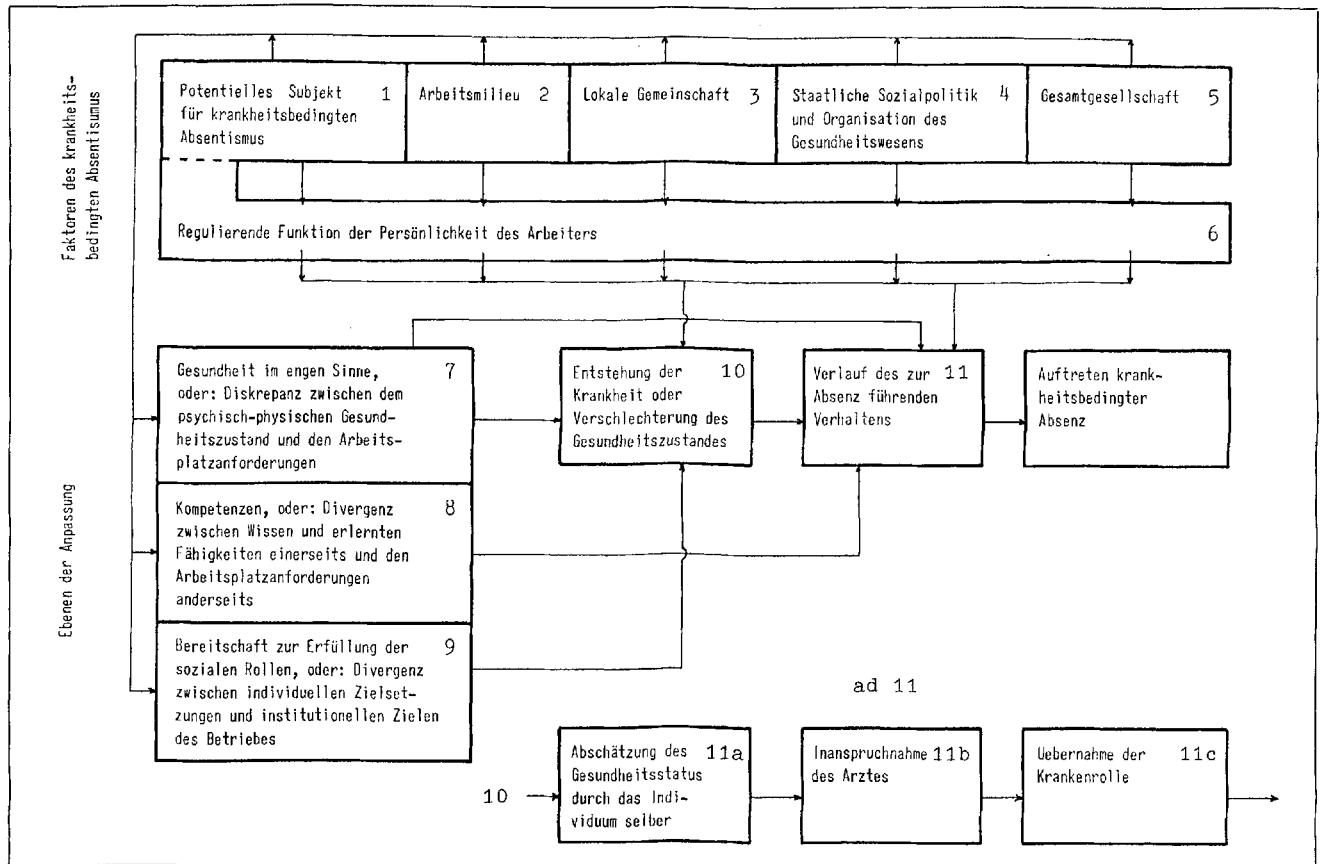 Faktoren des krankheits-
bedingten Absentisumus
Potentielles Subjekt 1
für krankheitsbedingten
Absentismus
Arbeitsmilieu 2
Lokale Gemeinschaft 3
Staatliche Sozialpolitik 4
und Organisation des
Gesundheitswesens
Gesamtgesellschaft 5
Regulierende Funktion der Persönlichkeit des Arbeiters 6
Ebenen der Anpassung
Gesundheit im engen Sinne, 7
oder: Diskrepanz zwischen dem
psychisch-physischen Gesund-
heitszustand und den Arbeits-
platzanforderungen
Kompetenzen, oder: Divergenz 8
zwischen Wissen und erlernten
Fähigkeiten einerseits und den
Arbeitsplatzanforderungen
anderseits
Bereitschaft zur Erfüllung der 9
sozialen Rollen, oder: Divergenz
zwischen individuellen Zielset-
zungen und institutionellen Zielen
des Betriebes
Entstehung der 10
Krankheit oder
Verschlechterung des
Gesundheitszustandes
Verlauf des zur 11
Absenz führenden
Verhaltens
Auftreten krank-
heitsbedingter
Absenz
ad 11
10
Abschätzung des 11a
Gesundheitsstatus
durch das Indi-
viduum selber
Inanspruchnahme 11b
des Arztes
Uebernahme der 11c
Krankenrolle